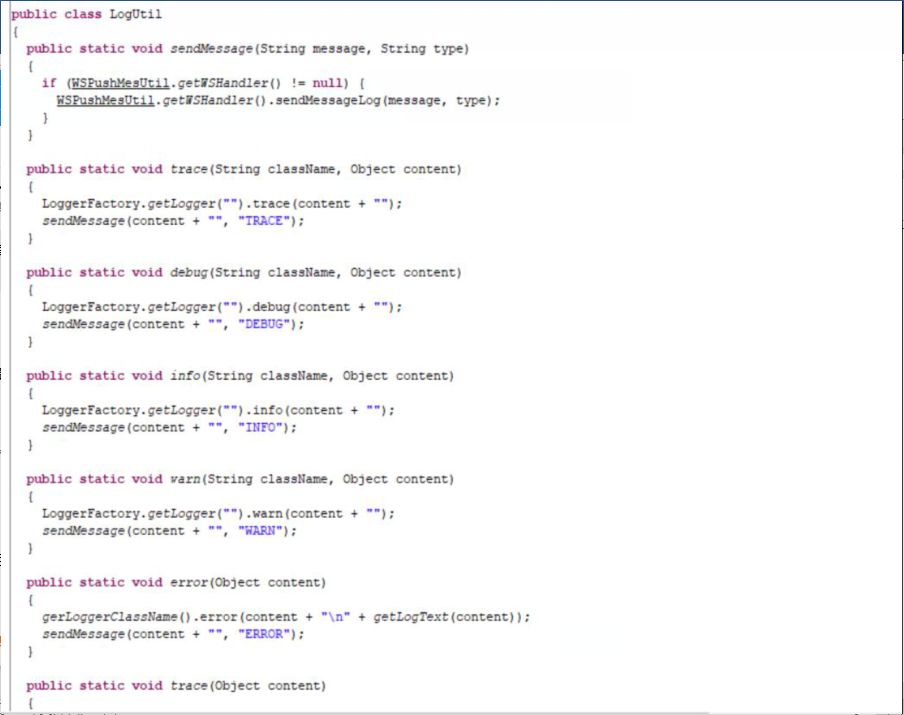 public class LogUtil
{
public static void sendMessage(String message, String type)
{
if (WSPushMesUtil.getWSHandler() != null) {
WSPushMesUtil.getWSHandler().sendMessageLog(message, type);
}
}
public static void trace(String className, Object content)
{
LoggerFactory.getLogger("").trace(content + "");
sendMessage(content + "", "TRACE");
}
public static void debug(String className, Object content)
{
LoggerFactory.getLogger("").debug(content + "");
sendMessage(content + "", "DEBUG");
}
public static void info(String className, Object content)
{
LoggerFactory.getLogger("").info(content + "");
sendMessage(content + "", "INFO");
}
public static void warn(String className, Object content)
{
LoggerFactory.getLogger("").warn(content + "");
sendMessage(content + "", "WARN");
}
public static void error(Object content)
{
gerLoggerClassName().error(content + "\n" + getLogText(content));
sendMessage(content + "", "ERROR");
}
public static void trace(Object content)
{